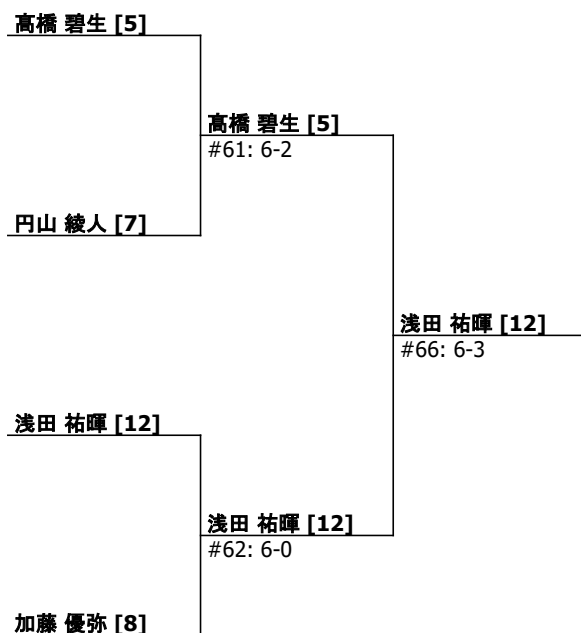 髙橋 碧生 [5]
髙橋 碧生 [5]
#61: 6-2
円山 綾人 [7]
浅田 祐暉 [12]
#66: 6-3
浅田 祐暉 [12]
浅田 祐暉 [12]
#62: 6-0
加藤 優弥 [8]